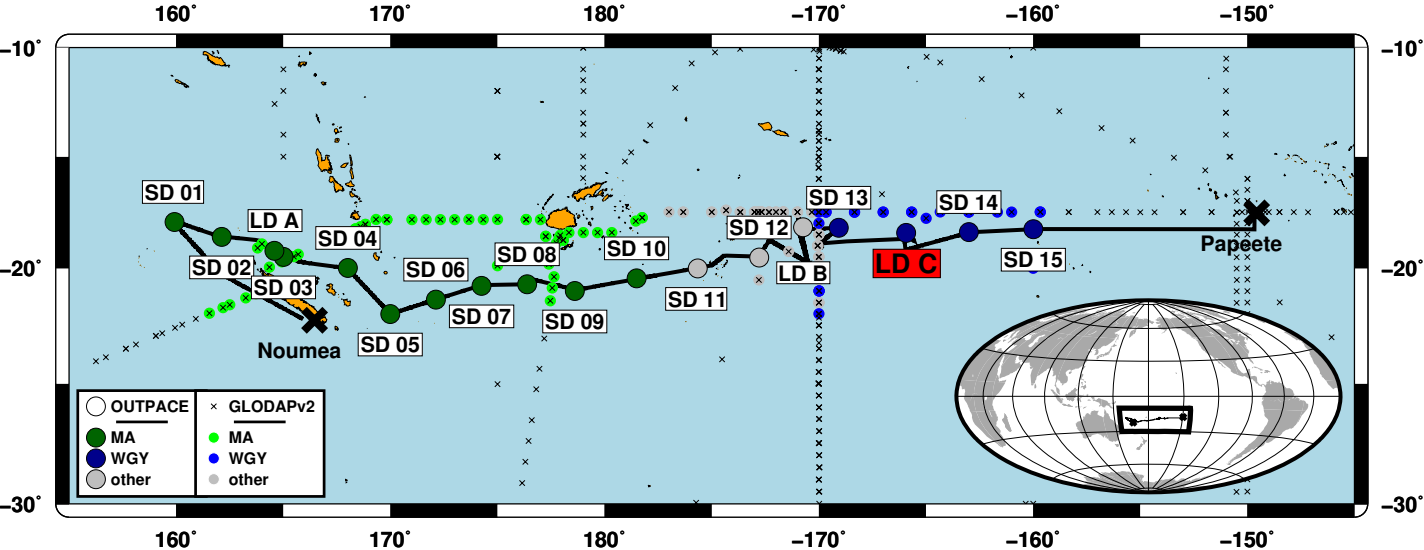 160° 170° 180° −170° −160° −150°
−10° −10°
SD 01
SD 13
SD 14
LD A
SD 12
SD 04
SD 10
Papeete
SD 08
SD 15
SD 02
SD 06
LD B
LD C
−20° −20°
SD 03
SD 11
SD 07
SD 09
SD 05
Noumea
OUTPACE GLODAPv2
MA MA
WGY WGY
other other
−30° −30°
160° 170° 180° −170° −160° −150°